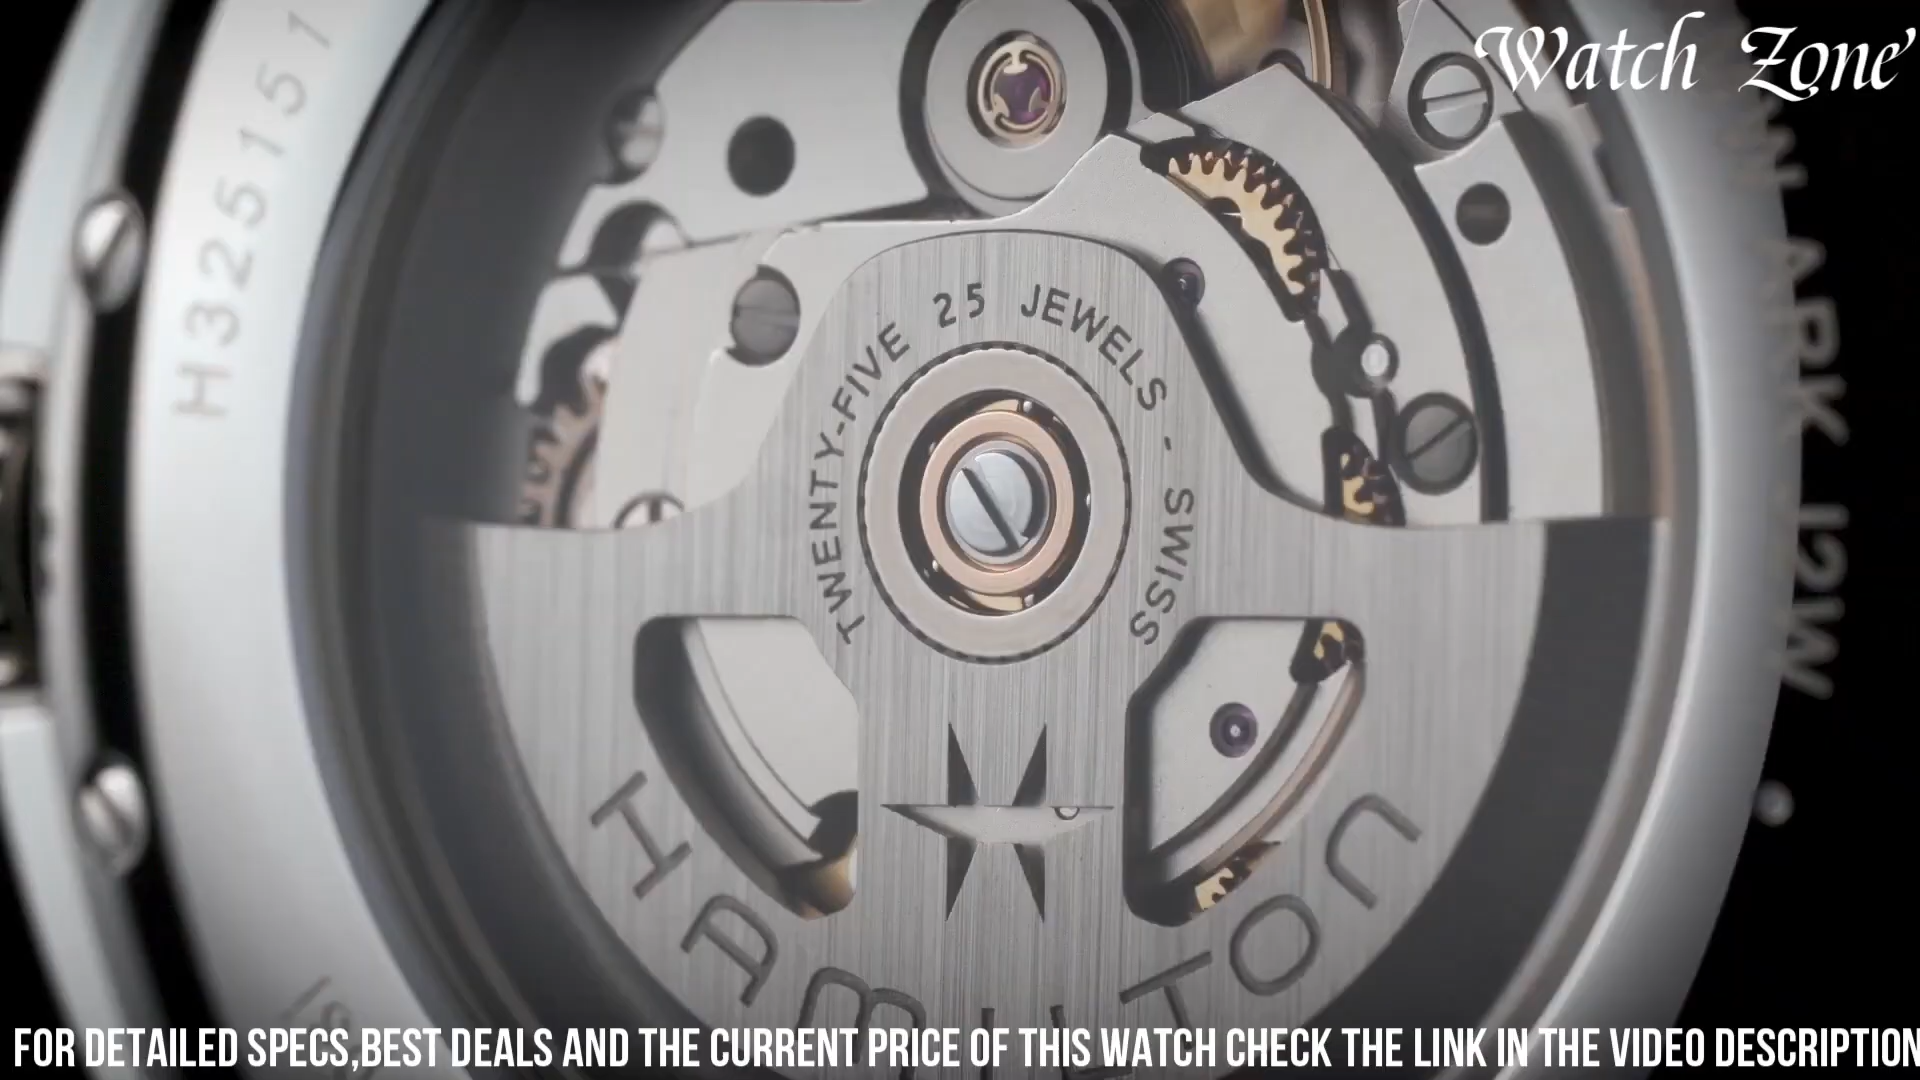 Watch Zone
H3251511
TWENTY-FIVE 25 JEWELS - SWISS
HAMILTON
FOR DETAILED SPECS,BEST DEALS AND THE CURRENT PRICE OF THIS WATCH CHECK THE LINK IN THE VIDEO DESCRIPTION